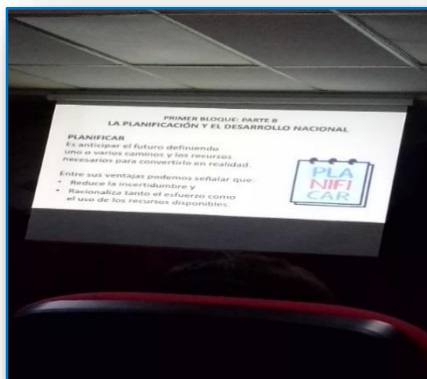 PRIMER BLOQUE: PARTE B
LA PLANIFICACIÓN Y EL DESARROLLO NACIONAL
PLANIFICAR
Es anticipar el futuro definiendo
uno o varios caminos y los recursos
necesarios para convertirlo en realidad.
Entre sus ventajas podemos señalar que:
• Reduce la incertidumbre y
• Racionaliza tanto el esfuerzo como
el uso de los recursos disponibles.
PLA
NIFI
CAR